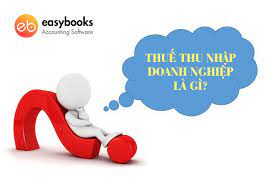 eb
easybooks
Accounting Software
THUẾ THU NHẬP
DOANH NGHIỆP
LÀ GÌ?